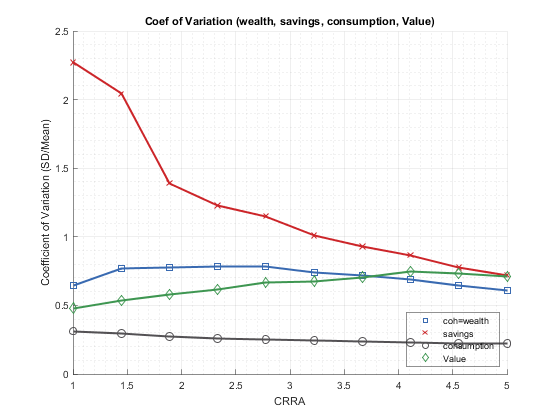 Coef of Variation (wealth, savings, consumption, Value)
Coefficient of Variation (SD/Mean)
2.5
2
1.5
1
0.5
0
1
1.5
2
2.5
3
3.5
4
4.5
5
CRRA
coh=wealth
savings
consumption
Value